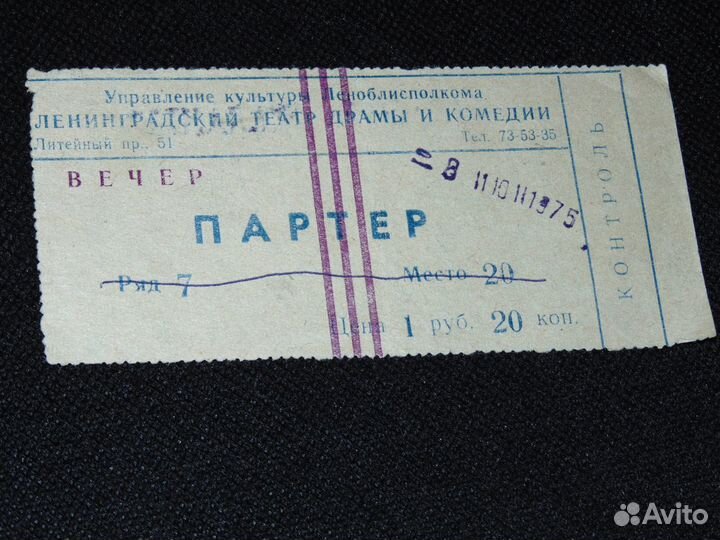 Управление культуры Леноблисполкома
ЛЕНИНГРАДСКИЙ ТЕАТР ДРАМЫ И КОМЕДИИ
Литейный пр., 51 Тел. 73-53-35
ВЕЧЕР
ПАРТЕР
Ряд 7 Место 20
Цена 1 руб. 20 коп.
КОНТРОЛЬ
Avito